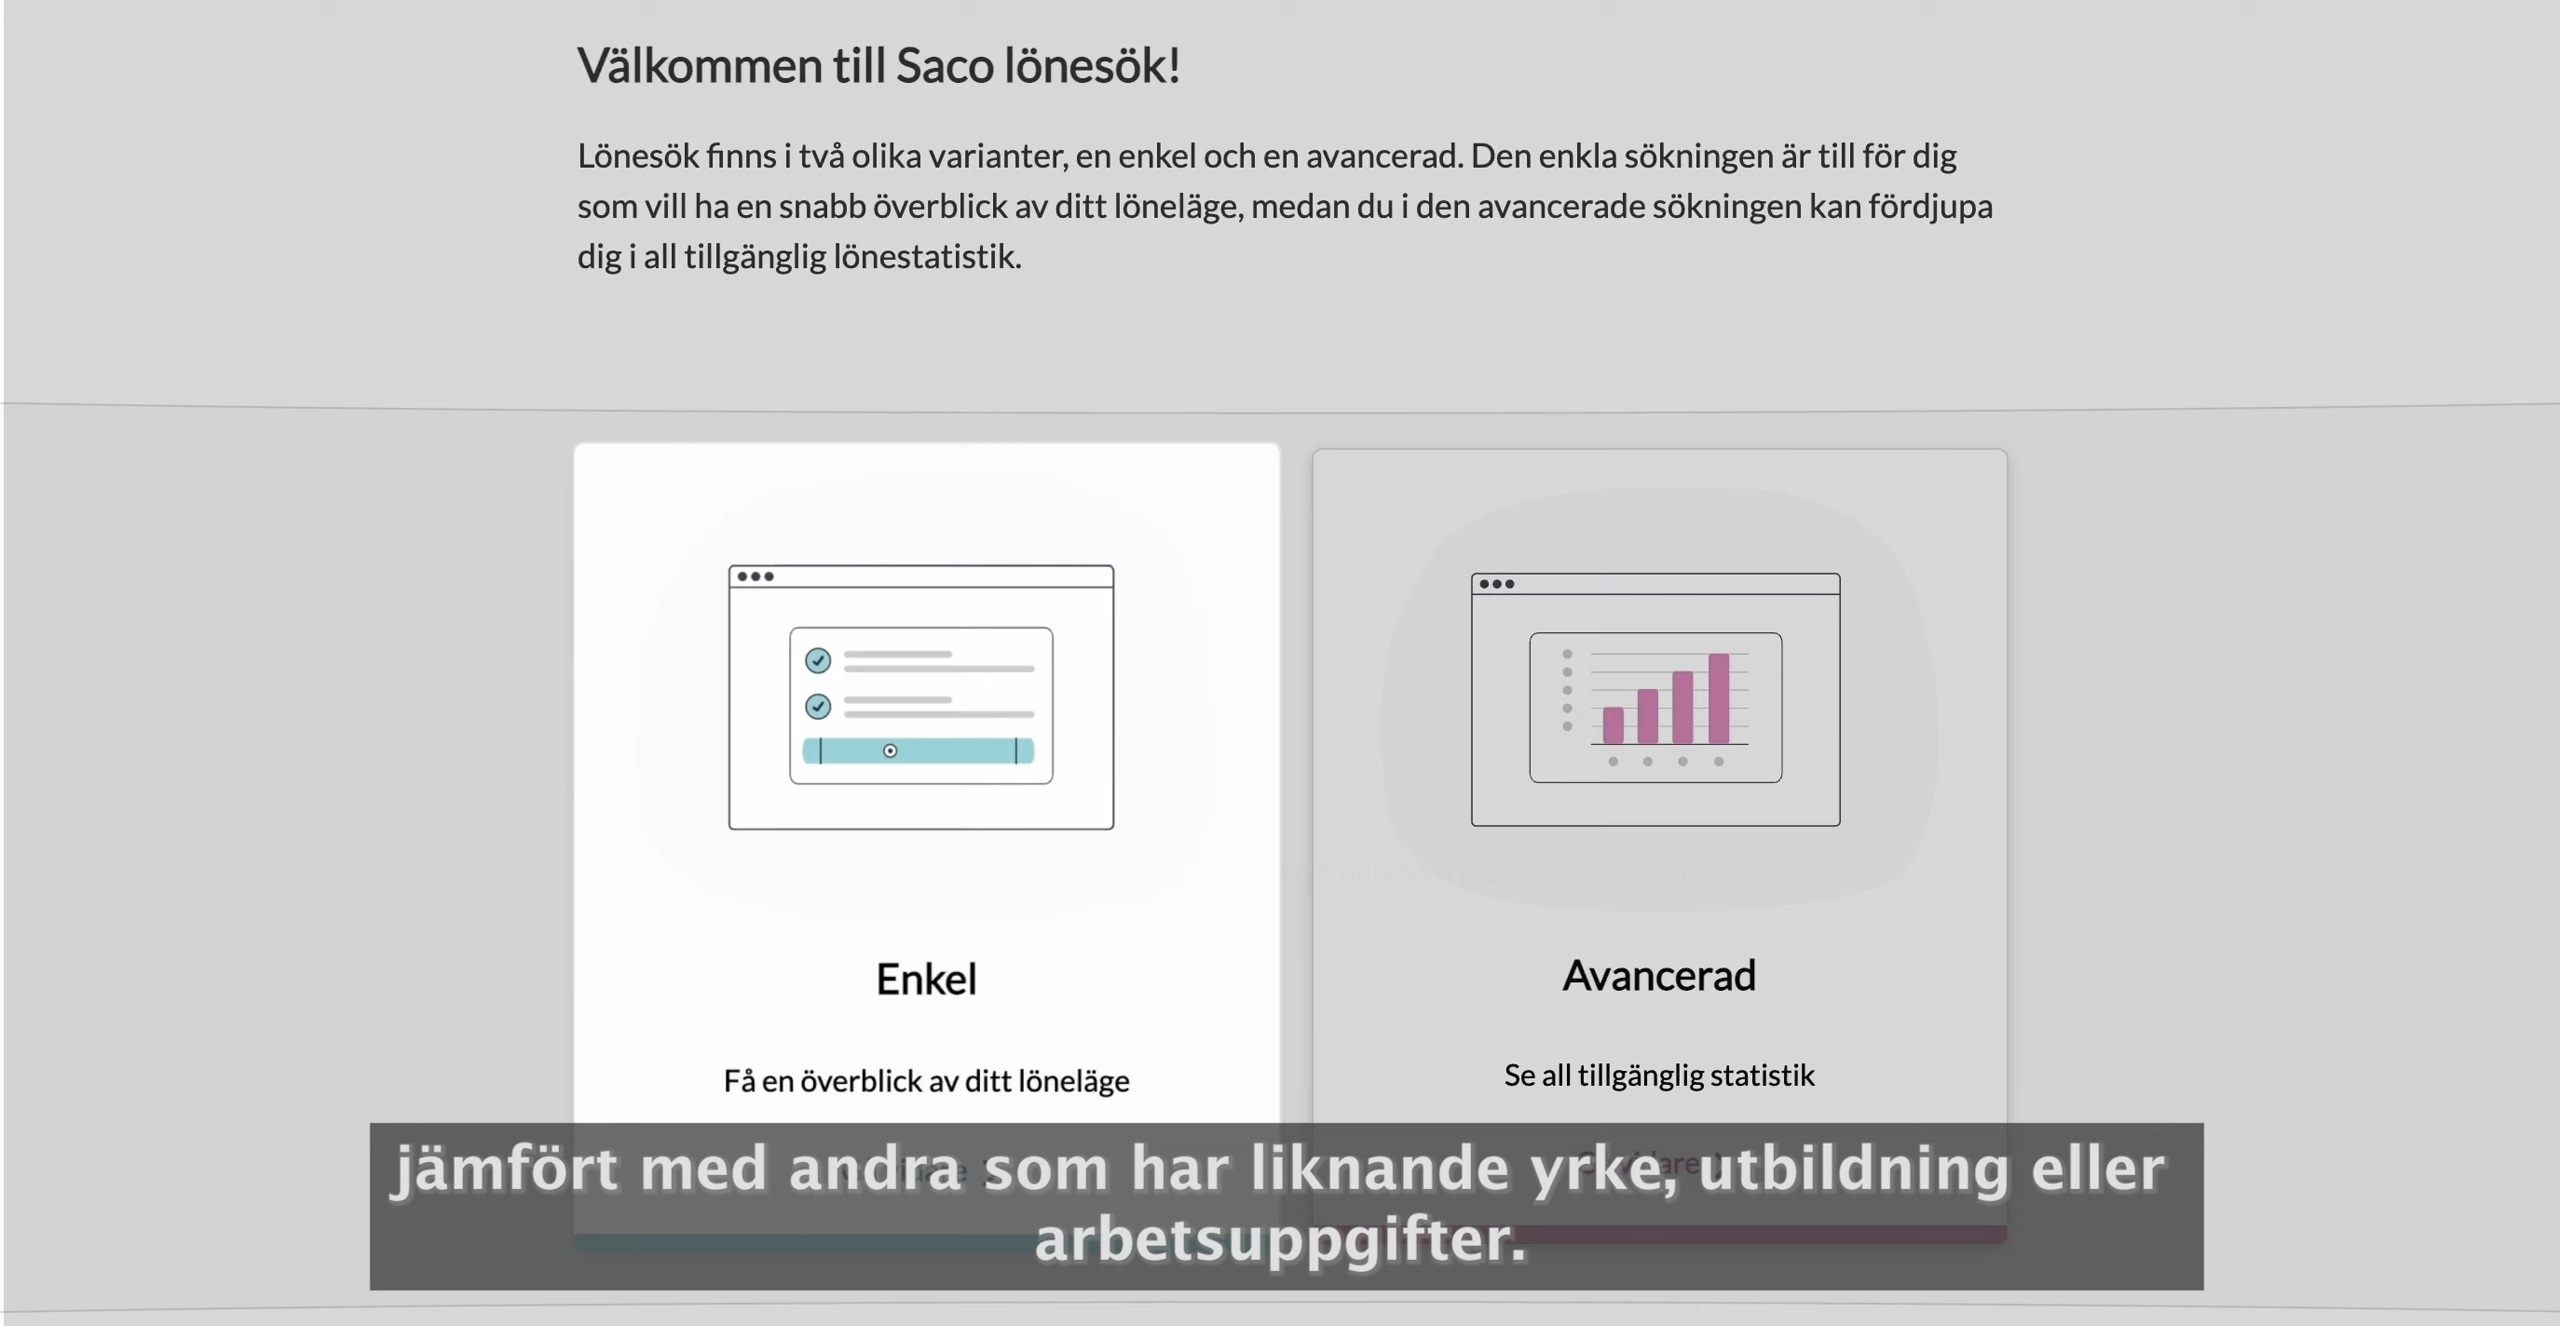 Välkommen till Saco lönesök!
Lönesök finns i två olika varianter, en enkel och en avancerad. Den enkla sökningen är till för dig
som vill ha en snabb överblick av ditt löneläge, medan du i den avancerade sökningen kan fördjupa
dig i all tillgänglig lönestatistik.
Enkel
Få en överblick av ditt löneläge
Avancerad
Se all tillgänglig statistik
jämfört med andra som har liknande yrke, utbildning eller
arbetsuppgifter.